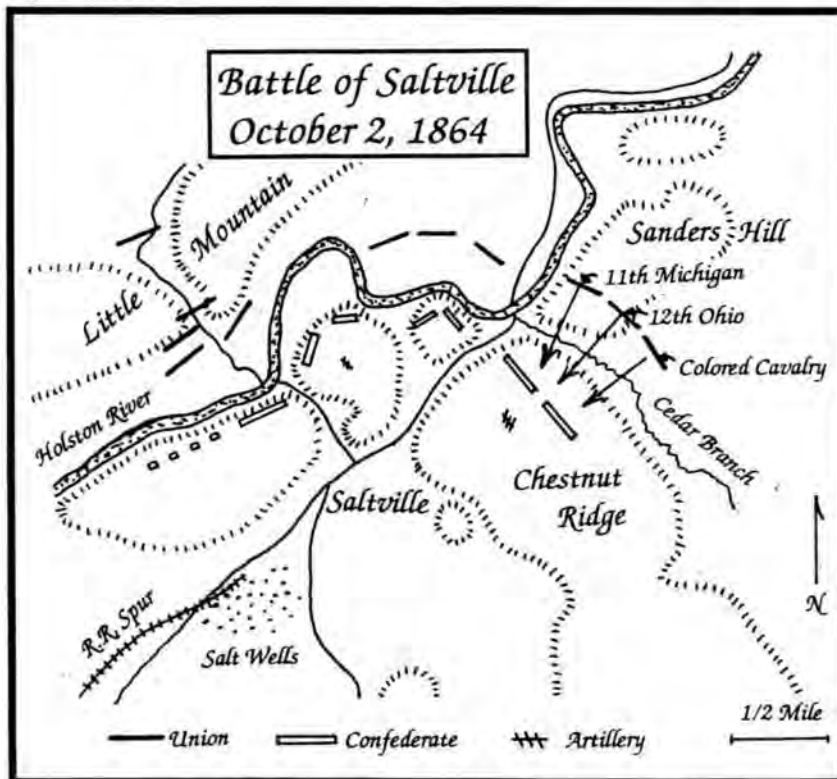 Battle of Saltville
October 2, 1864
Mountain
Little
Sanders Hill
11th Michigan
12th Ohio
Colored Cavalry
Holston River
Cedar Branch
Chestnut
Ridge
Saltville
R.R. Spur
Salt Wells
N
1/2 Mile
Union
Confederate
Artillery